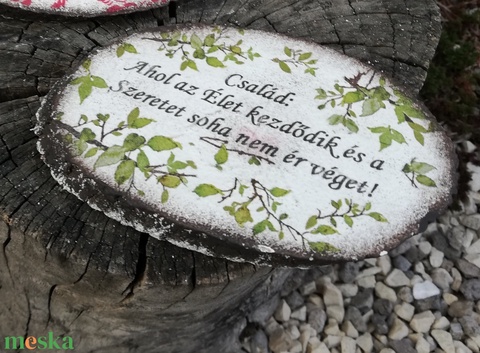 Család:
Ahol az Élet kezdődik és a
Szeretet soha nem ér véget!
meska